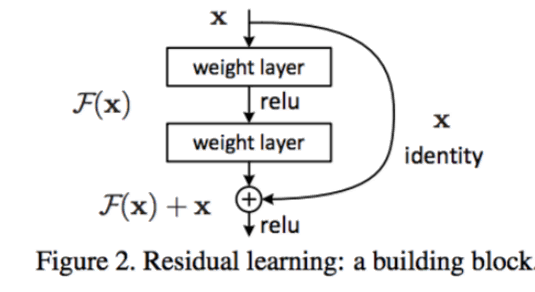 x
weight layer
F(x)
relu
weight layer
x
identity
F(x) + x
+
relu
Figure 2. Residual learning: a building block.